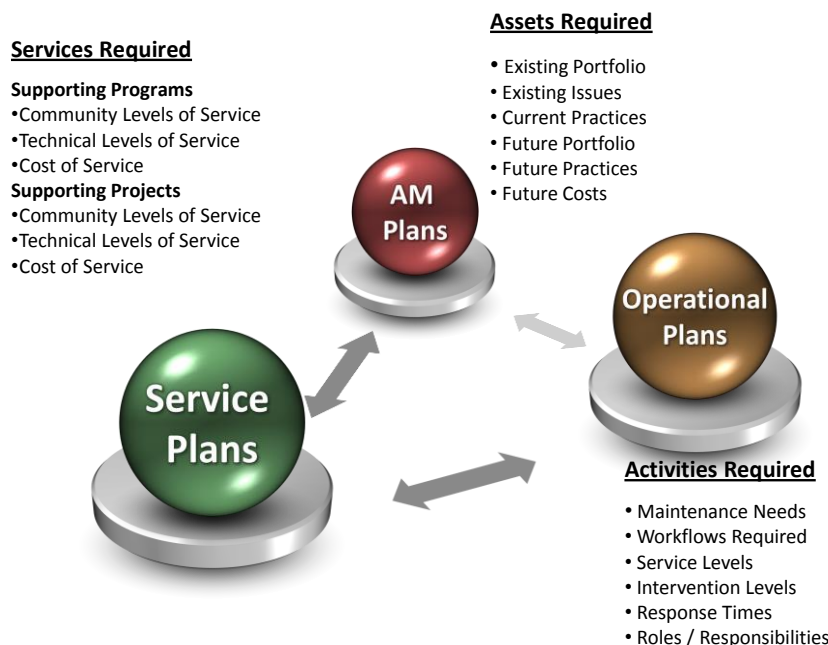 Services Required
Supporting Programs
•Community Levels of Service
•Technical Levels of Service
•Cost of Service
Supporting Projects
•Community Levels of Service
•Technical Levels of Service
•Cost of Service
Assets Required
• Existing Portfolio
• Existing Issues
• Current Practices
• Future Portfolio
• Future Practices
• Future Costs
AM
Plans
Operational
Plans
Service
Plans
Activities Required
• Maintenance Needs
• Workflows Required
• Service Levels
• Intervention Levels
• Response Times
• Roles / Responsibilities